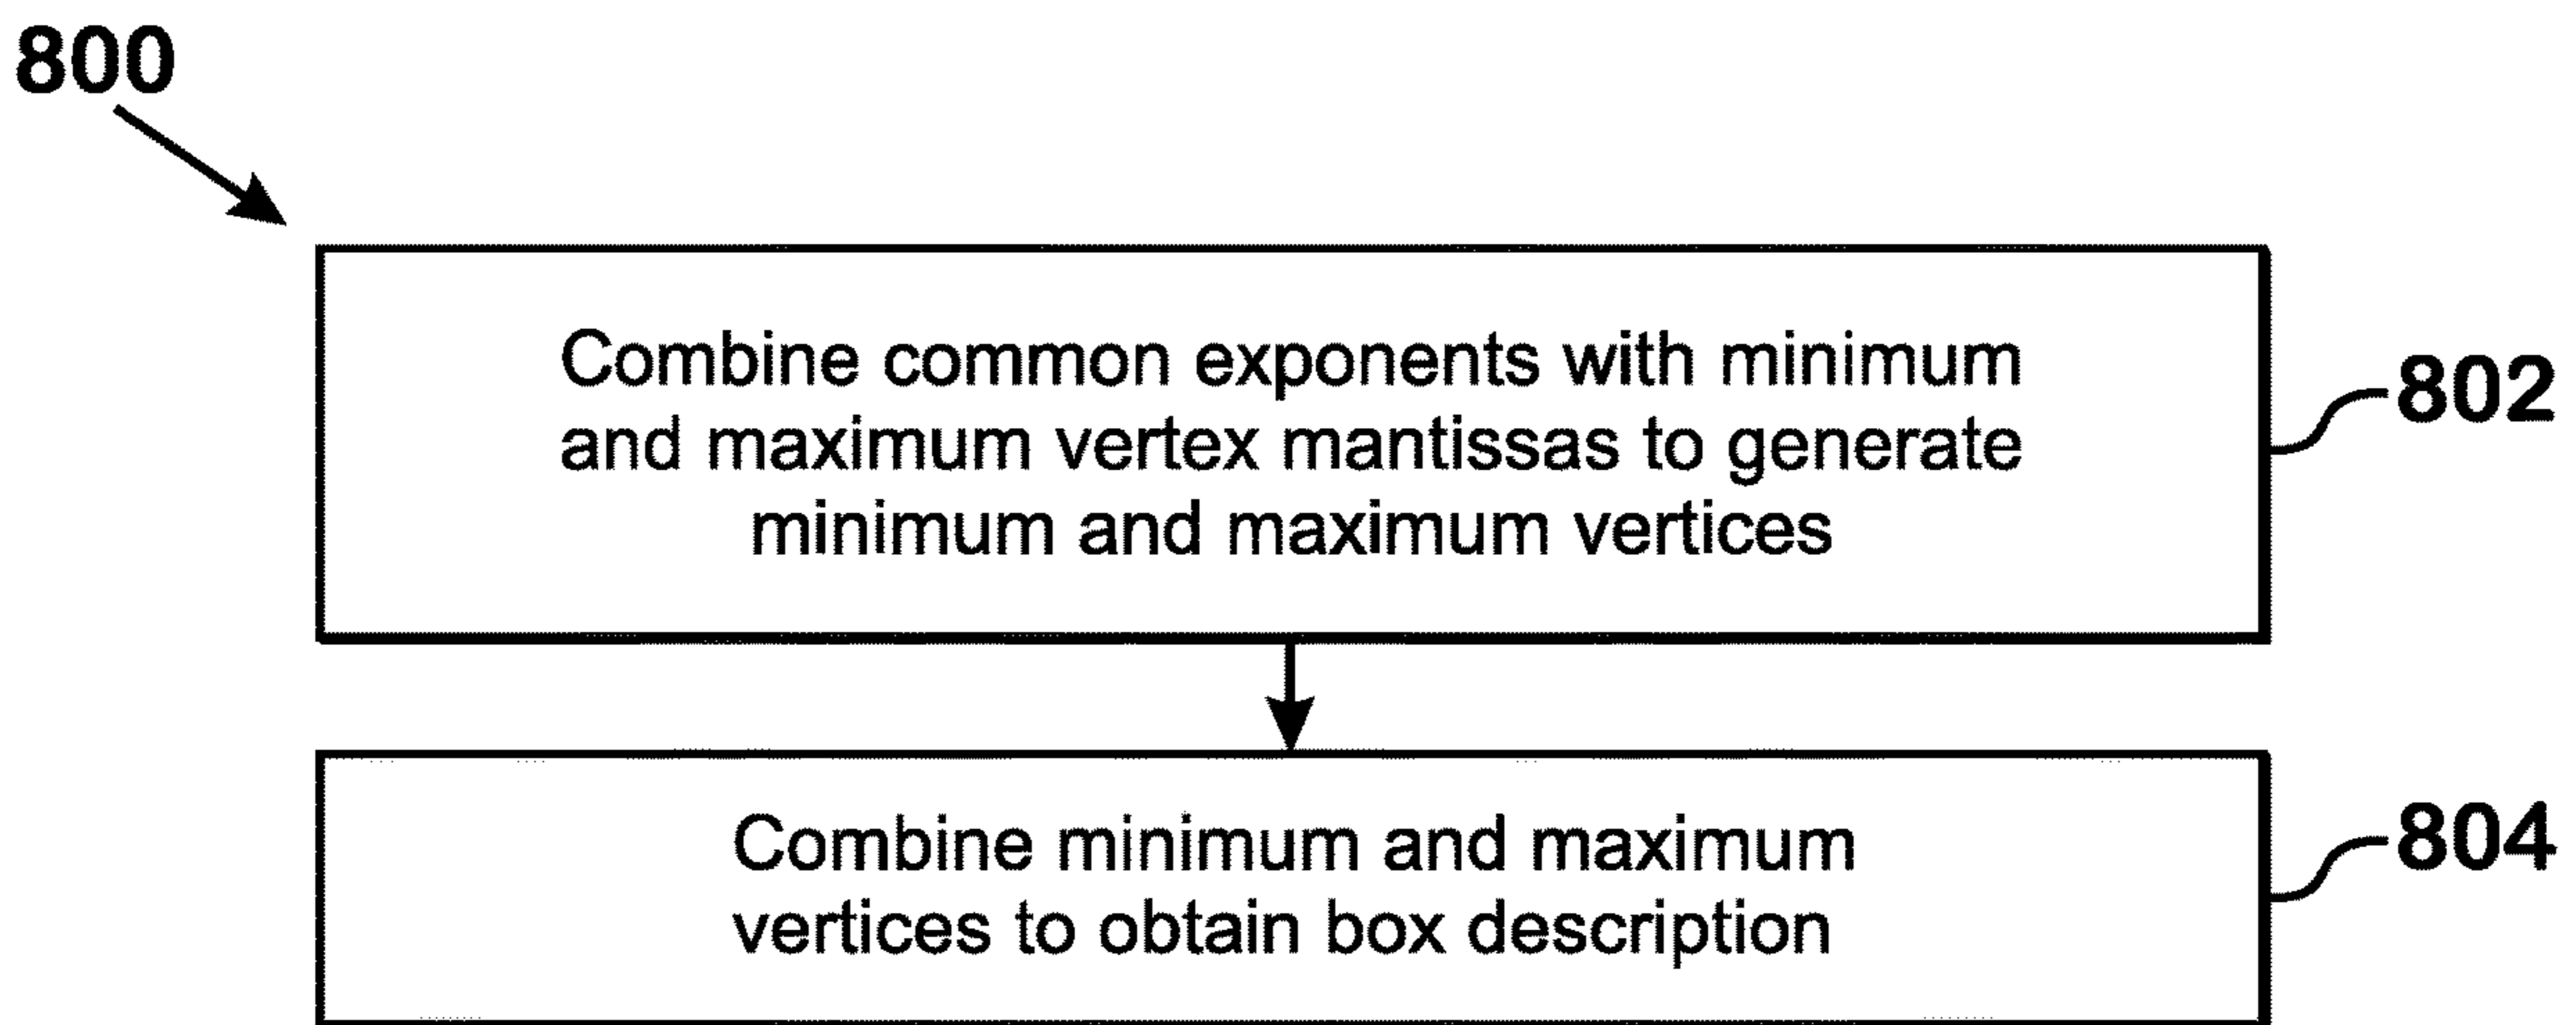 800
Combine common exponents with minimum
and maximum vertex mantissas to generate
minimum and maximum vertices
802
Combine minimum and maximum
vertices to obtain box description
804